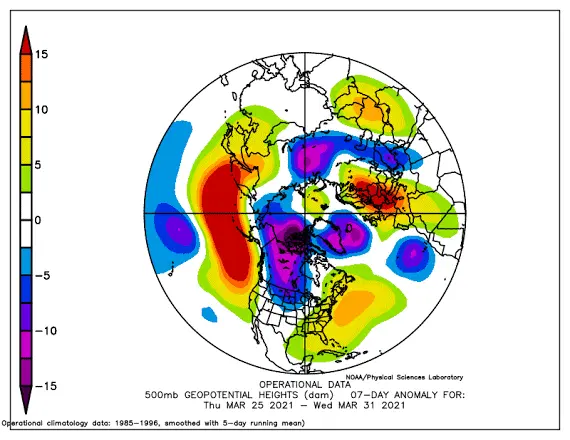 15
10
5
0
−5
−10
−15
NOAA/Physical Sciences Laboratory
OPERATIONAL DATA
500mb GEOPOTENTIAL HEIGHTS (dam) 07−DAY ANOMALY FOR:
Thu MAR 25 2021 − Wed MAR 31 2021
Operational climatology data: 1985−1996, smoothed with 5−day running mean)